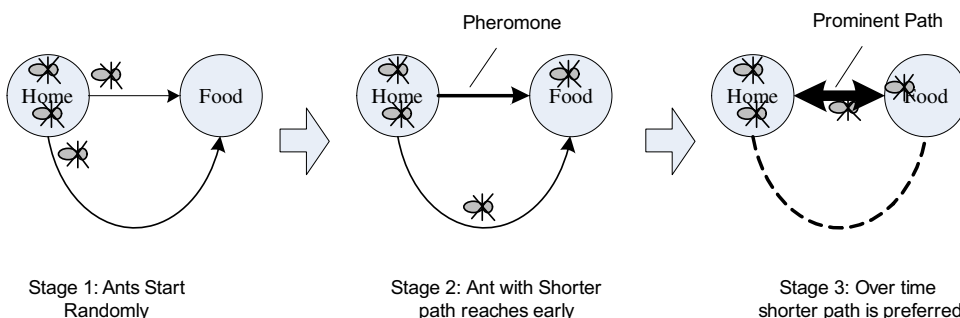 Pheromone
Prominent Path
Home
Food
Home
Food
Home
Food
Stage 1: Ants Start
Randomly
Stage 2: Ant with Shorter
path reaches early
Stage 3: Over time
shorter path is preferred